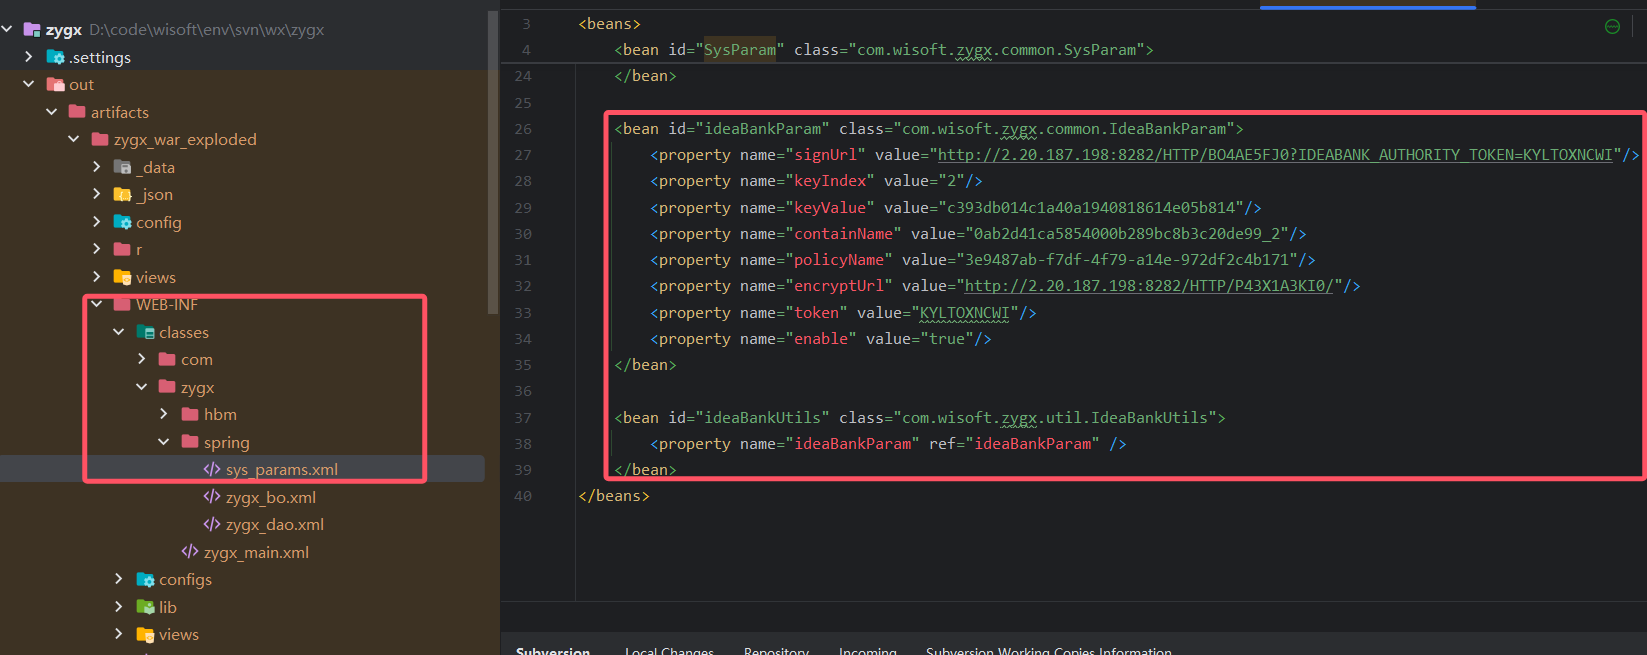 zygx D:\code\wisoft\env\svn\wx\zygx
.settings
out
artifacts
zygx_war_exploded
_data
_json
config
r
views
WEB-INF
classes
com
zygx
hbm
spring
sys_params.xml
zygx_bo.xml
zygx_dao.xml
zygx_main.xml
configs
lib
views
3 <beans>
4 <bean id="SysParam" class="com.wisoft.zygx.common.SysParam">
24 </bean>
25
26 <bean id="ideaBankParam" class="com.wisoft.zygx.common.IdeaBankParam">
27 <property name="signUrl" value="http://2.20.187.198:8282/HTTP/BO4AE5FJ0?IDEABANK_AUTHORITY_TOKEN=KYLTOXNCWI"/>
28 <property name="keyIndex" value="2"/>
29 <property name="keyValue" value="c393db014c1a40a1940818614e05b814"/>
30 <property name="containName" value="0ab2d41ca5854000b289bc8b3c20de99_2"/>
31 <property name="policyName" value="3e9487ab-f7df-4f79-a14e-972df2c4b171"/>
32 <property name="encryptUrl" value="http://2.20.187.198:8282/HTTP/P43X1A3KI0/"/>
33 <property name="token" value="KYLTOXNCWI"/>
34 <property name="enable" value="true"/>
35 </bean>
36
37 <bean id="ideaBankUtils" class="com.wisoft.zygx.util.IdeaBankUtils">
38 <property name="ideaBankParam" ref="ideaBankParam" />
39 </bean>
40 </beans>
Subversion Local Changes Repository Incoming Subversion Working Copies Information